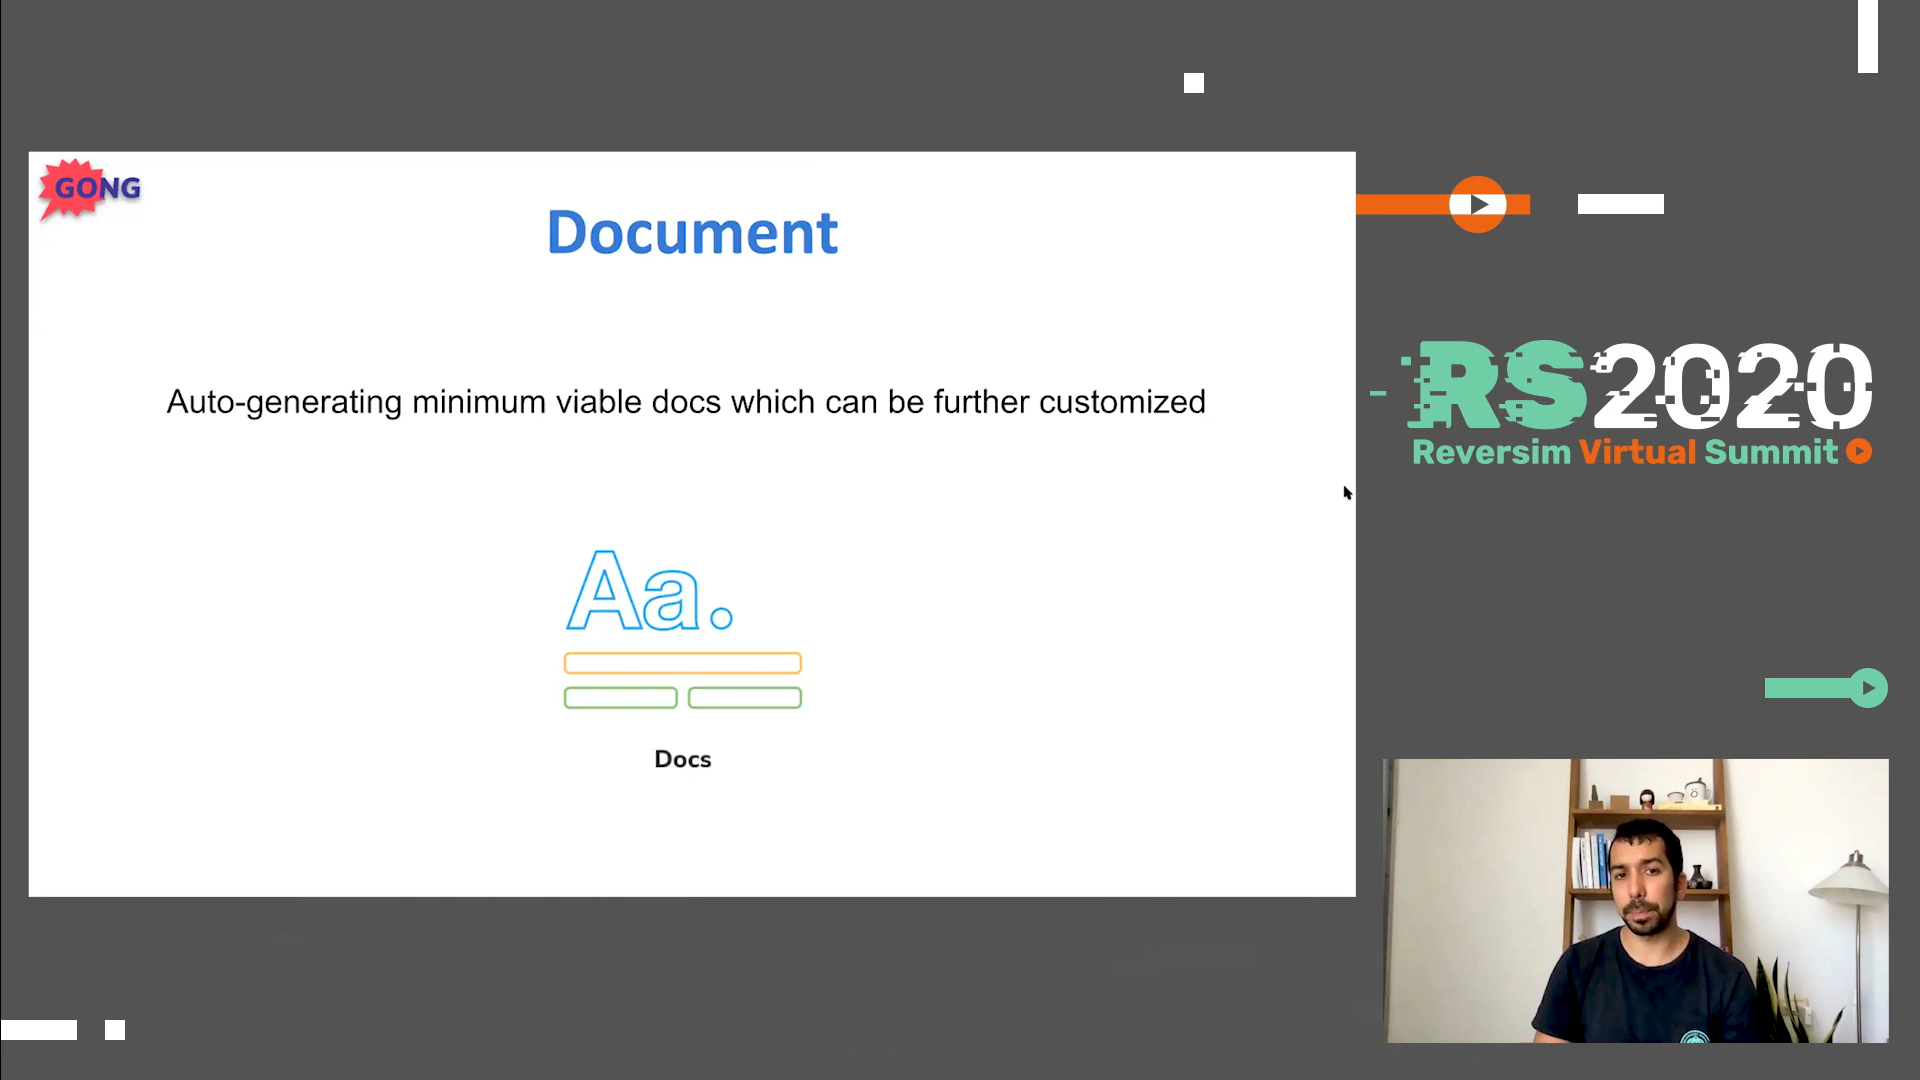 GONG
Document
Auto-generating minimum viable docs which can be further customized
Aa.
Docs
RS2020
Reversim Virtual Summit